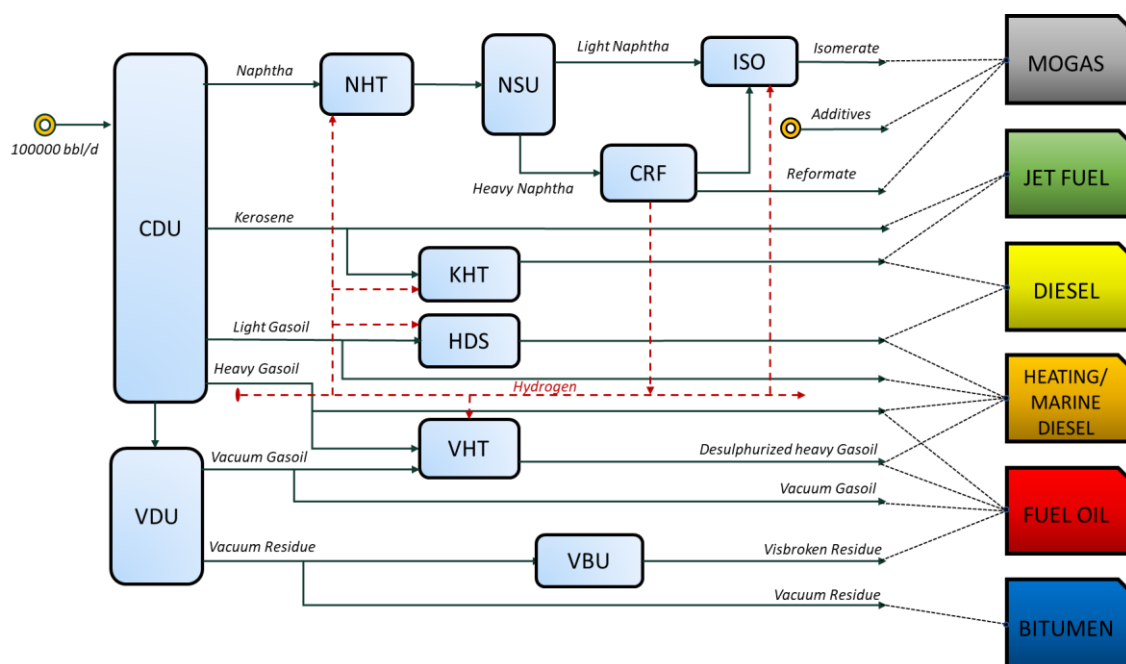 Naphtha
Light Naphtha
Isomerate
NHT
NSU
ISO
MOGAS
100000 bbl/d
Additives
Heavy Naphtha
CRF
Reformate
JET FUEL
CDU
Kerosene
KHT
DIESEL
Light Gasoil
HDS
Heavy Gasoil
Hydrogen
HEATING/
MARINE
DIESEL
VHT
Desulphurized heavy Gasoil
Vacuum Gasoil
Vacuum Gasoil
VDU
FUEL OIL
Vacuum Residue
VBU
Visbroken Residue
Vacuum Residue
BITUMEN